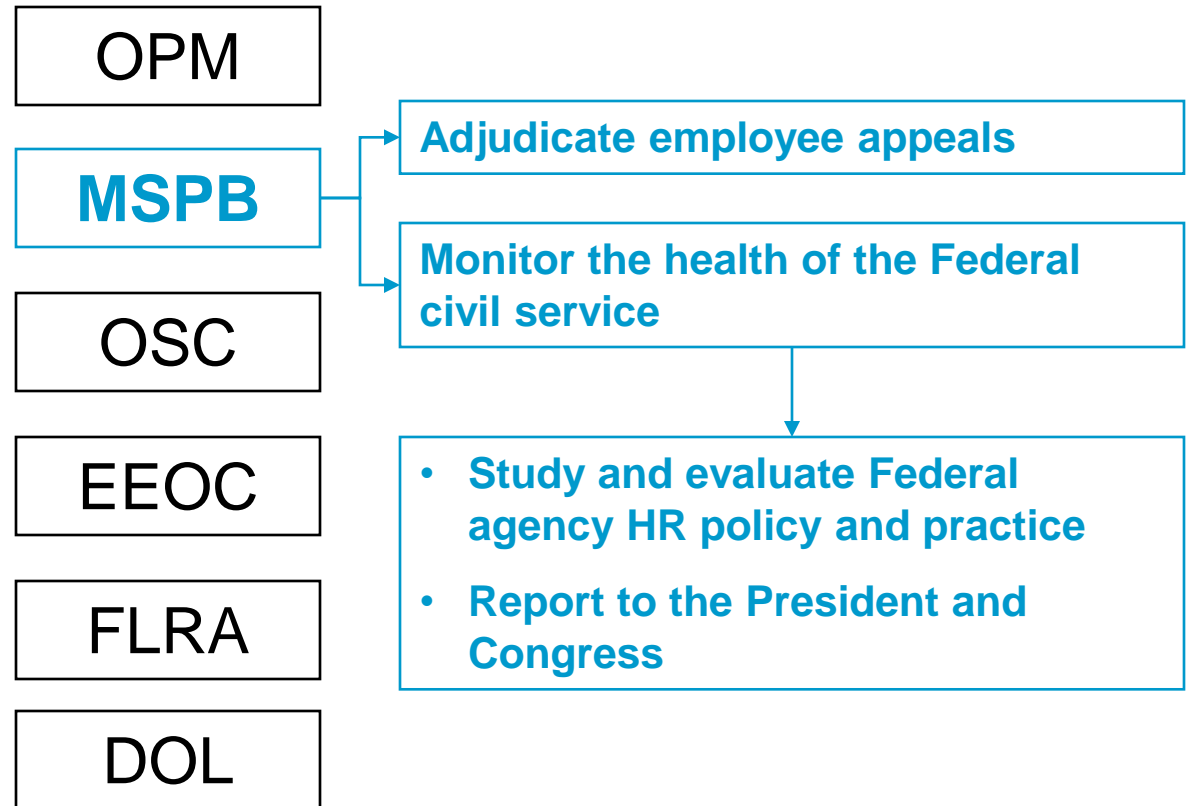 OPM
MSPB
Adjudicate employee appeals
Monitor the health of the Federal
civil service
OSC
EEOC
• Study and evaluate Federal
agency HR policy and practice
• Report to the President and
Congress
FLRA
DOL